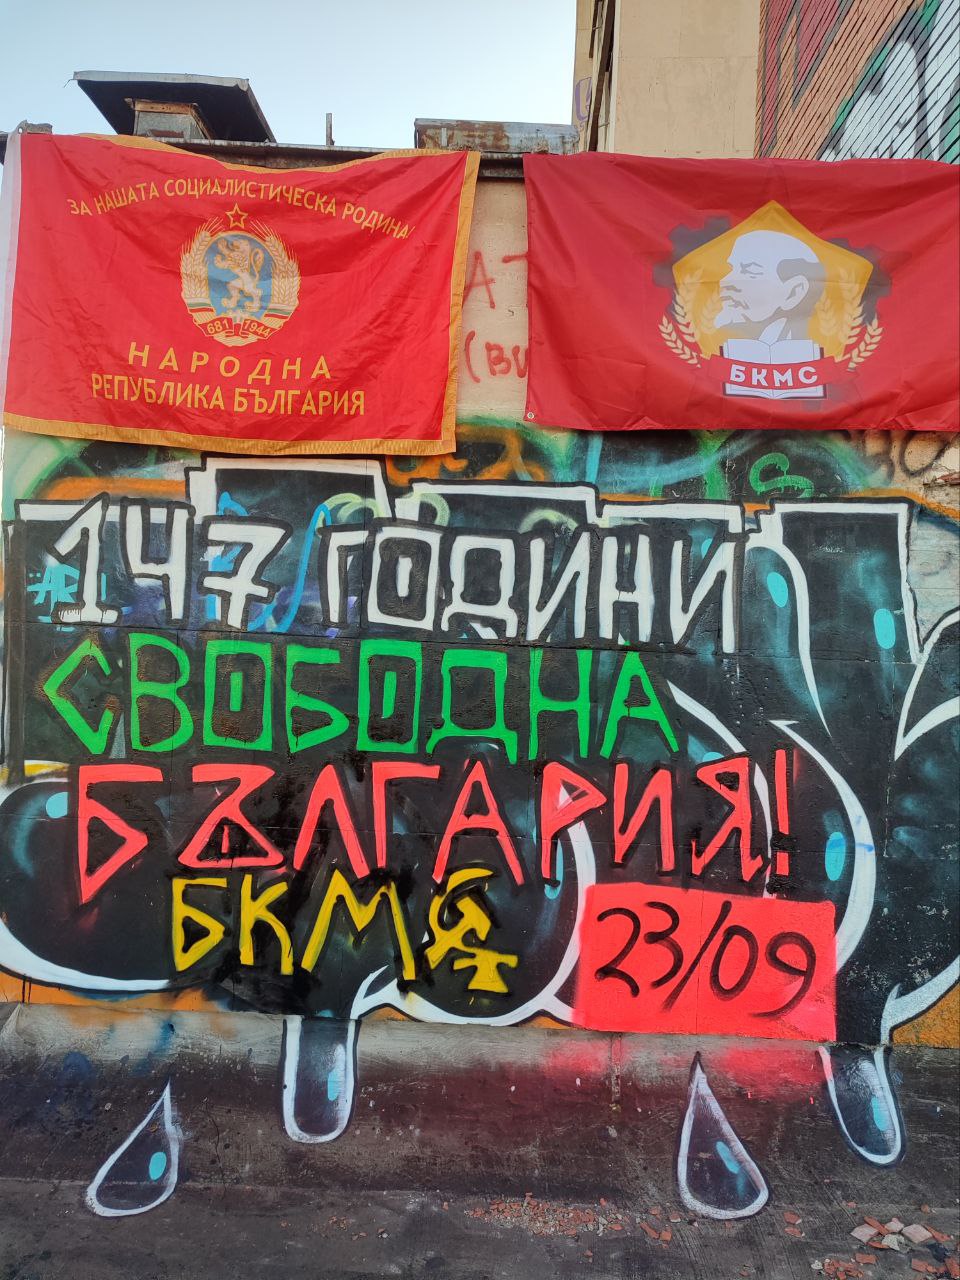 ЗА НАШАТА СОЦИАЛИСТИЧЕСКА РОДИНА!
681 1944
НАРОДНА
РЕПУБЛИКА БЪЛГАРИЯ
БКМС
147 ГОДИНИ
СВОБОДНА
БЪЛГАРИЯ!
БКМС
23/09